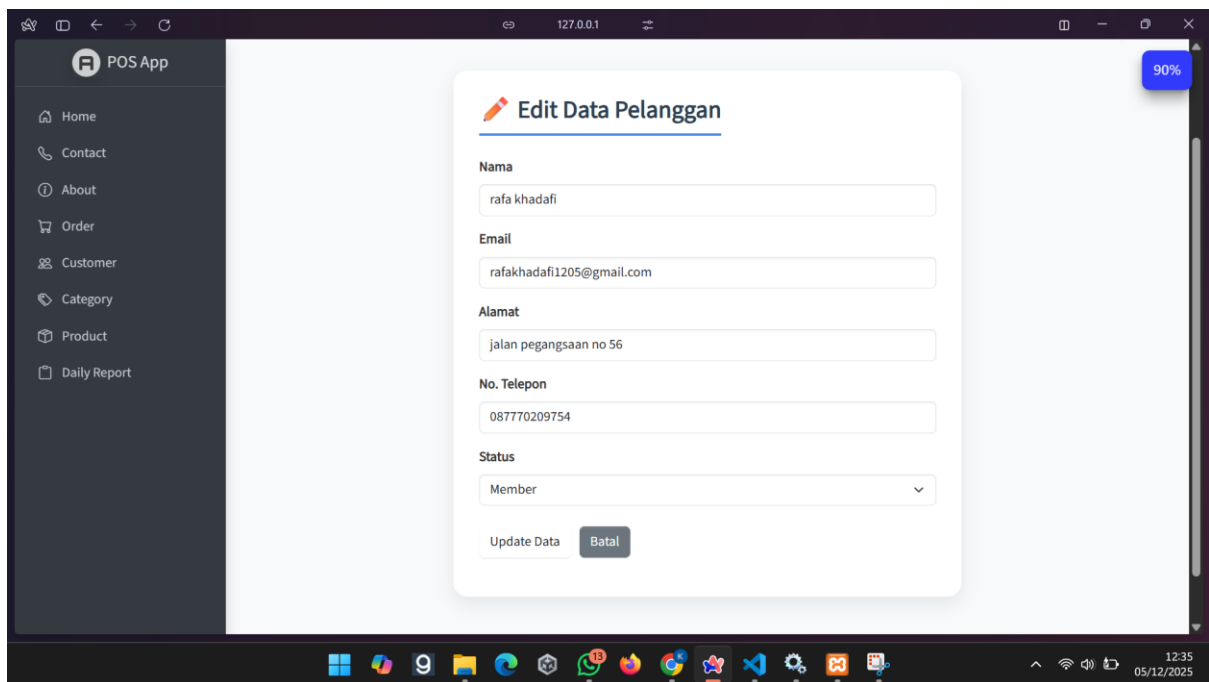 127.0.0.1
POS App
90%
Home
Contact
About
Order
Customer
Category
Product
Daily Report
Edit Data Pelanggan
Nama
rafa khadafi
Email
rafakhadafi1205@gmail.com
Alamat
jalan pegangsaan no 56
No. Telepon
087770209754
Status
Member
Update Data
Batal
13
12:35
05/12/2025